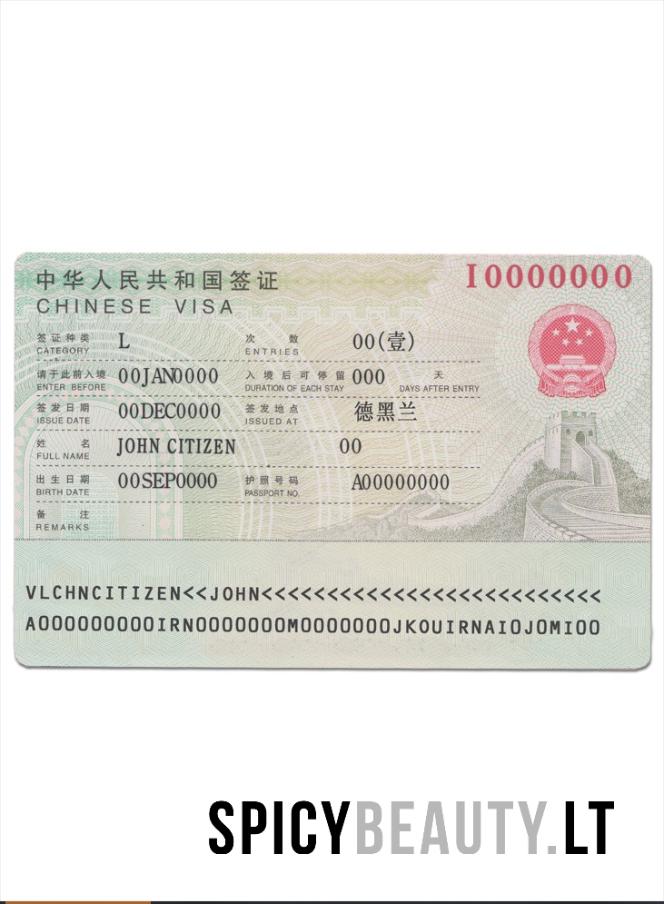 中华人民共和国签证 I0000000
CHINESE VISA
签证种类 L 次数 00(壹)
CATEGORY ENTRIES
请于此前入境 00JAN0000 入境后可停留 000 天
ENTER BEFORE DURATION OF EACH STAY DAYS AFTER ENTRY
签发日期 00DEC0000 签发地点 德黑兰
ISSUE DATE ISSUED AT
姓名 JOHN CITIZEN 00
FULL NAME
出生日期 00SEP0000 护照号码 A00000000
BIRTH DATE PASSPORT NO.
备注
REMARKS
VLCHNCITIZEN<<JOHN<<<<<<<<<<<<<<<<<<<<<<<<<<
A000000000IRN0000000M0000000JKOUIRNAIOJOMI00
SPICYBEAUTY.LT